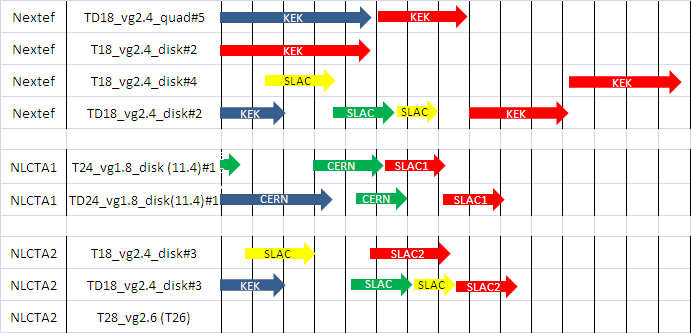 Nextef TD18_vg2.4_quad#5 KEK KEK
Nextef T18_vg2.4_disk#2 KEK
Nextef T18_vg2.4_disk#4 SLAC KEK
Nextef TD18_vg2.4_disk#2 KEK SLAC SLAC KEK
NLCTA1 T24_vg1.8_disk (11.4)#1 CERN SLAC1
NLCTA1 TD24_vg1.8_disk(11.4)#1 CERN CERN SLAC1
NLCTA2 T18_vg2.4_disk#3 SLAC SLAC2
NLCTA2 TD18_vg2.4_disk#3 KEK SLAC SLAC SLAC2
NLCTA2 T28_vg2.6 (T26)